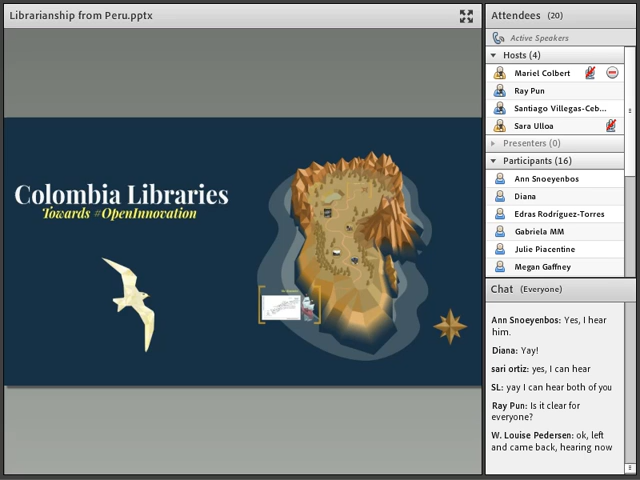 Librarianship from Peru.pptx
Colombia Libraries
Towards #OpenInnovation
Attendees (20)
Active Speakers
Hosts (4)
Mariel Colbert
Ray Pun
Santiago Villegas-Ceb...
Sara Ulloa
Presenters (0)
Participants (16)
Ann Snoeyenbos
Diana
Edras Rodríguez-Torres
Gabriela MM
Julie Piacentine
Megan Gaffney
Chat (Everyone)
Ann Snoeyenbos: Yes, I hear
him.
Diana: Yay!
sari ortiz: yes, I can hear
SL: yay I can hear both of you
Ray Pun: Is it clear for
everyone?
W. Louise Pedersen: ok, left
and came back, hearing now